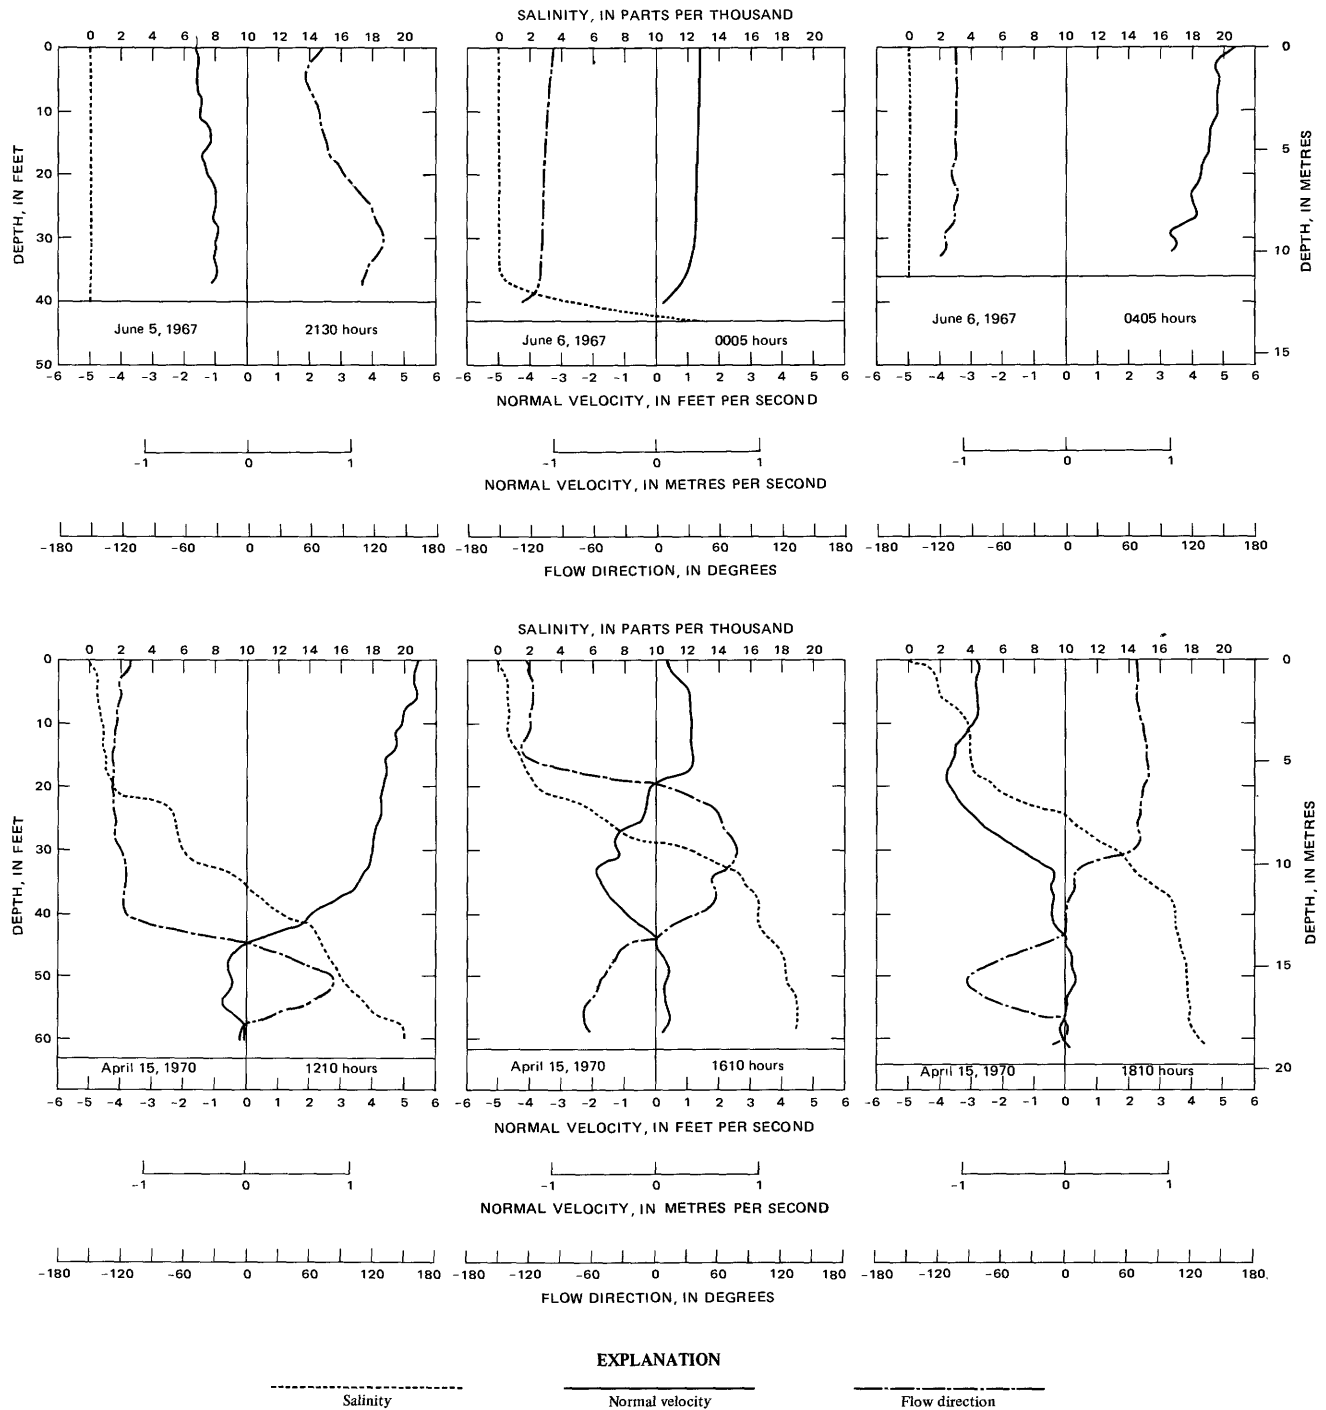 SALINITY, IN PARTS PER THOUSAND
0 2 4 6 8 10 12 14 16 18 20
0 2 4 6 8 10 12 14 16 18 20
0 2 4 6 8 10 12 14 16 18 20
DEPTH, IN FEET
0
10
20
30
40
50
0
5
10
15
DEPTH, IN METRES
June 5, 1967 2130 hours
June 6, 1967 0005 hours
June 6, 1967 0405 hours
-6 -5 -4 -3 -2 -1 0 1 2 3 4 5 6
-6 -5 -4 -3 -2 -1 0 1 2 3 4 5 6
-6 -5 -4 -3 -2 -1 0 1 2 3 4 5 6
NORMAL VELOCITY, IN FEET PER SECOND
-1 0 1
-1 0 1
-1 0 1
NORMAL VELOCITY, IN METRES PER SECOND
-180 -120 -60 0 60 120 180
-180 -120 -60 0 60 120 180
-180 -120 -60 0 60 120 180
FLOW DIRECTION, IN DEGREES
SALINITY, IN PARTS PER THOUSAND
0 2 4 6 8 10 12 14 16 18 20
0 2 4 6 8 10 12 14 16 18 20
0 2 4 6 8 10 12 14 16 18 20
DEPTH, IN FEET
0
10
20
30
40
50
60
0
5
10
15
20
DEPTH, IN METRES
April 15, 1970 1210 hours
April 15, 1970 1610 hours
April 15, 1970 1810 hours
-6 -5 -4 -3 -2 -1 0 1 2 3 4 5 6
-6 -5 -4 -3 -2 -1 0 1 2 3 4 5 6
-6 -5 -4 -3 -2 -1 0 1 2 3 4 5 6
NORMAL VELOCITY, IN FEET PER SECOND
-1 0 1
-1 0 1
-1 0 1
NORMAL VELOCITY, IN METRES PER SECOND
-180 -120 -60 0 60 120 180
-180 -120 -60 0 60 120 180
-180 -120 -60 0 60 120 180
FLOW DIRECTION, IN DEGREES
EXPLANATION
Salinity Normal velocity Flow direction